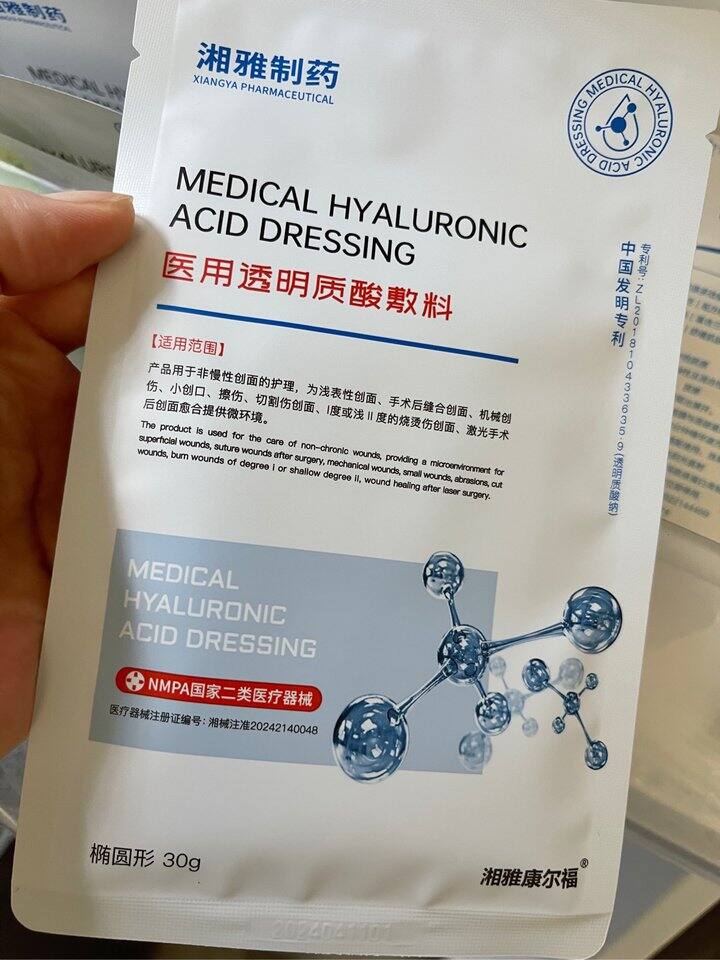 湘雅制药
XIANGYA PHARMACEUTICAL
MEDICAL HYALURONIC ACID DRESSING
MEDICAL HYALURONIC
ACID DRESSING
医用透明质酸敷料
专利号:ZL201810433635.9(透明质酸钠)
中国发明专利
【适用范围】
产品用于非慢性创面的护理，为浅表性创面、手术后缝合创面、机械创
伤、小创口、擦伤、切割伤创面、I度或浅Ⅱ度的烧烫伤创面、激光手术
后创面愈合提供微环境。
The product is used for the care of non-chronic wounds, providing a microenvironment for
superficial wounds, suture wounds after surgery, mechanical wounds, small wounds, abrasions, cut
wounds, burn wounds of degree I or shallow degree II, wound healing after laser surgery.
MEDICAL
HYALURONIC
ACID DRESSING
NMPA国家二类医疗器械
医疗器械注册证编号：湘械注准20242140048
椭圆形 30g
湘雅康尔福®
2024041101